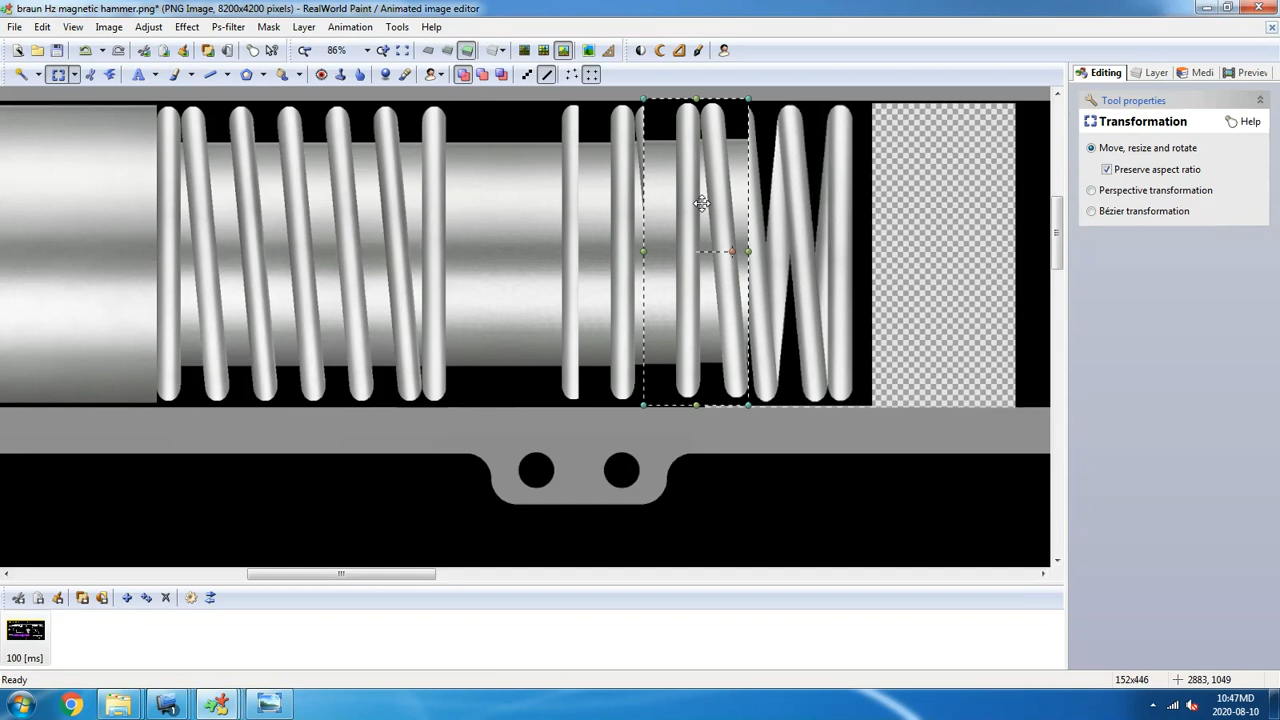 braun Hz magnetic hammer.png* (PNG Image, 8200x4200 pixels) - RealWorld Paint / Animated image editor
File Edit View Image Adjust Effect Ps-filter Mask Layer Animation Tools Help
86%
Editing Layer Medi Previe
Tool properties
Transformation Help
Move, resize and rotate
Preserve aspect ratio
Perspective transformation
Bézier transformation
100 [ms]
Ready 152x446 2883, 1049
10:47MD
2020-08-10